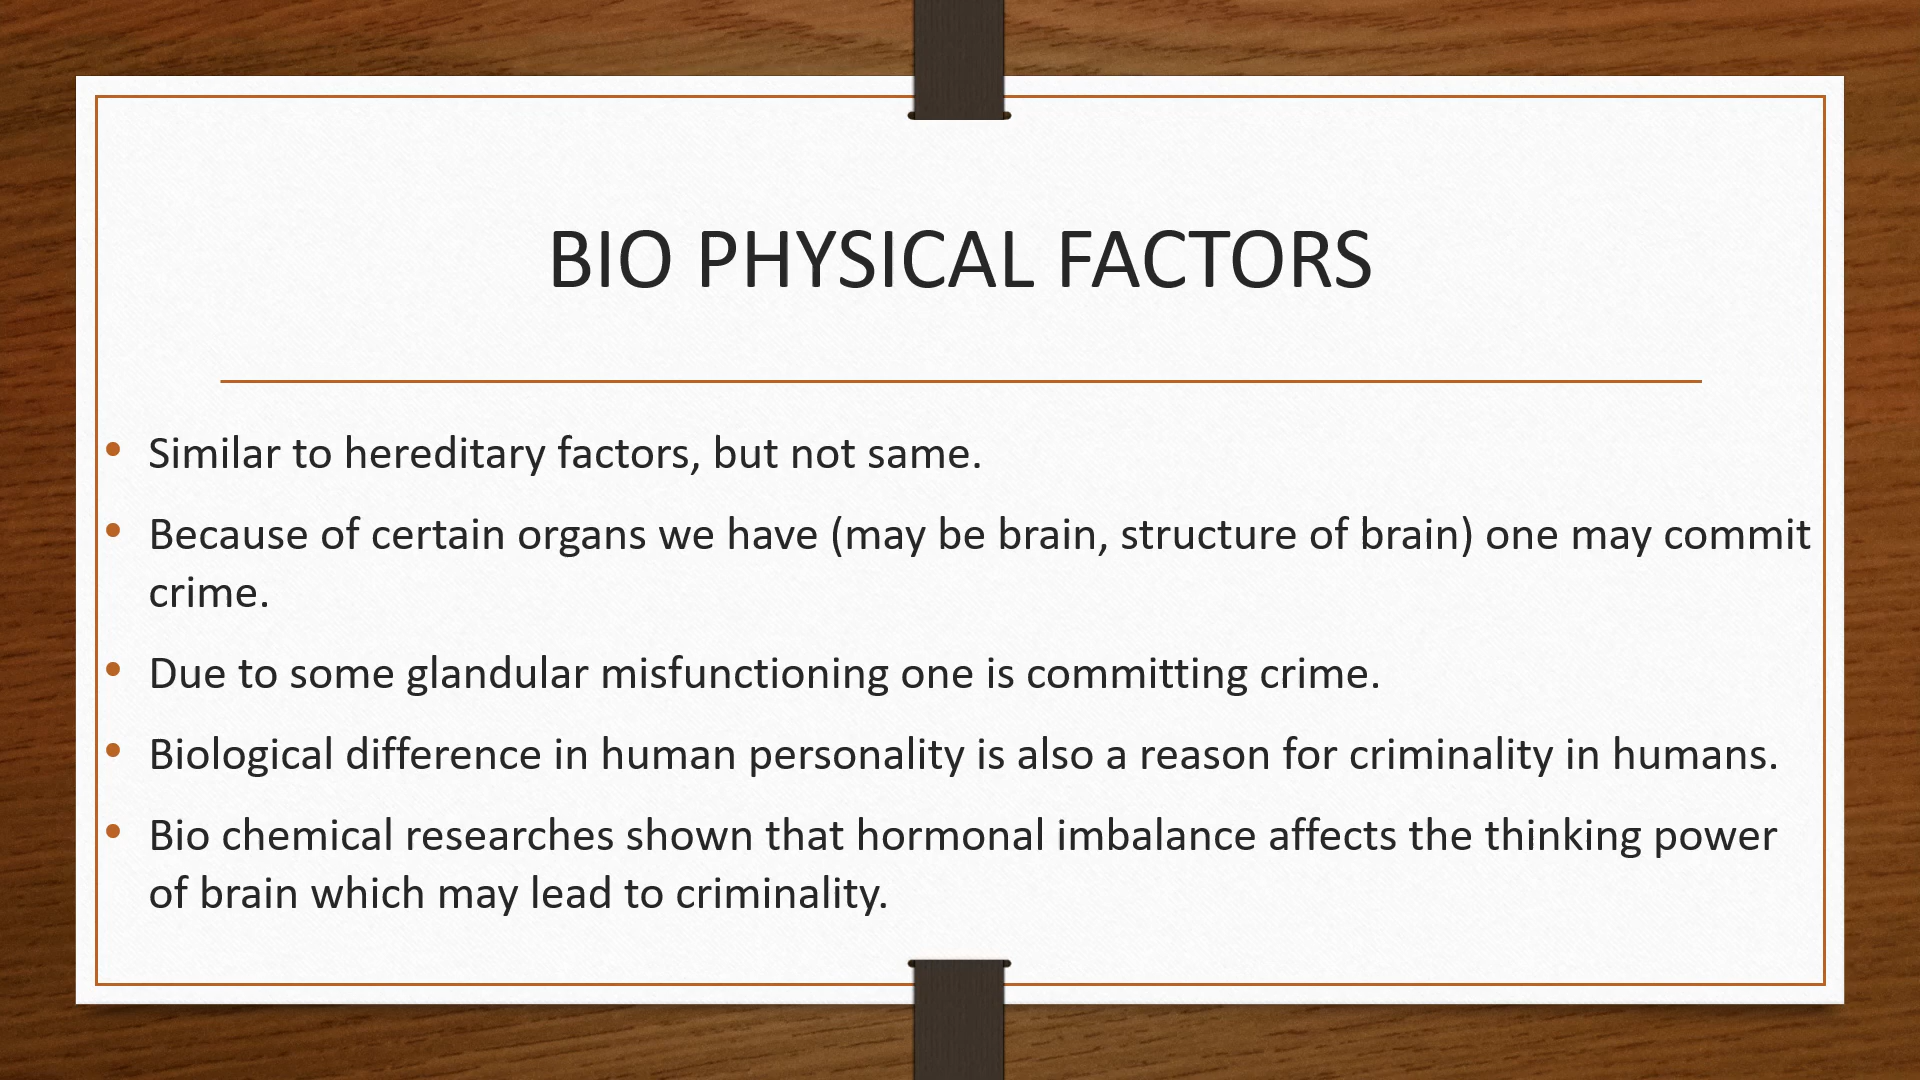 BIO PHYSICAL FACTORS
• Similar to hereditary factors, but not same.
• Because of certain organs we have (may be brain, structure of brain) one may commit
crime.
• Due to some glandular misfunctioning one is committing crime.
• Biological difference in human personality is also a reason for criminality in humans.
• Bio chemical researches shown that hormonal imbalance affects the thinking power
of brain which may lead to criminality.